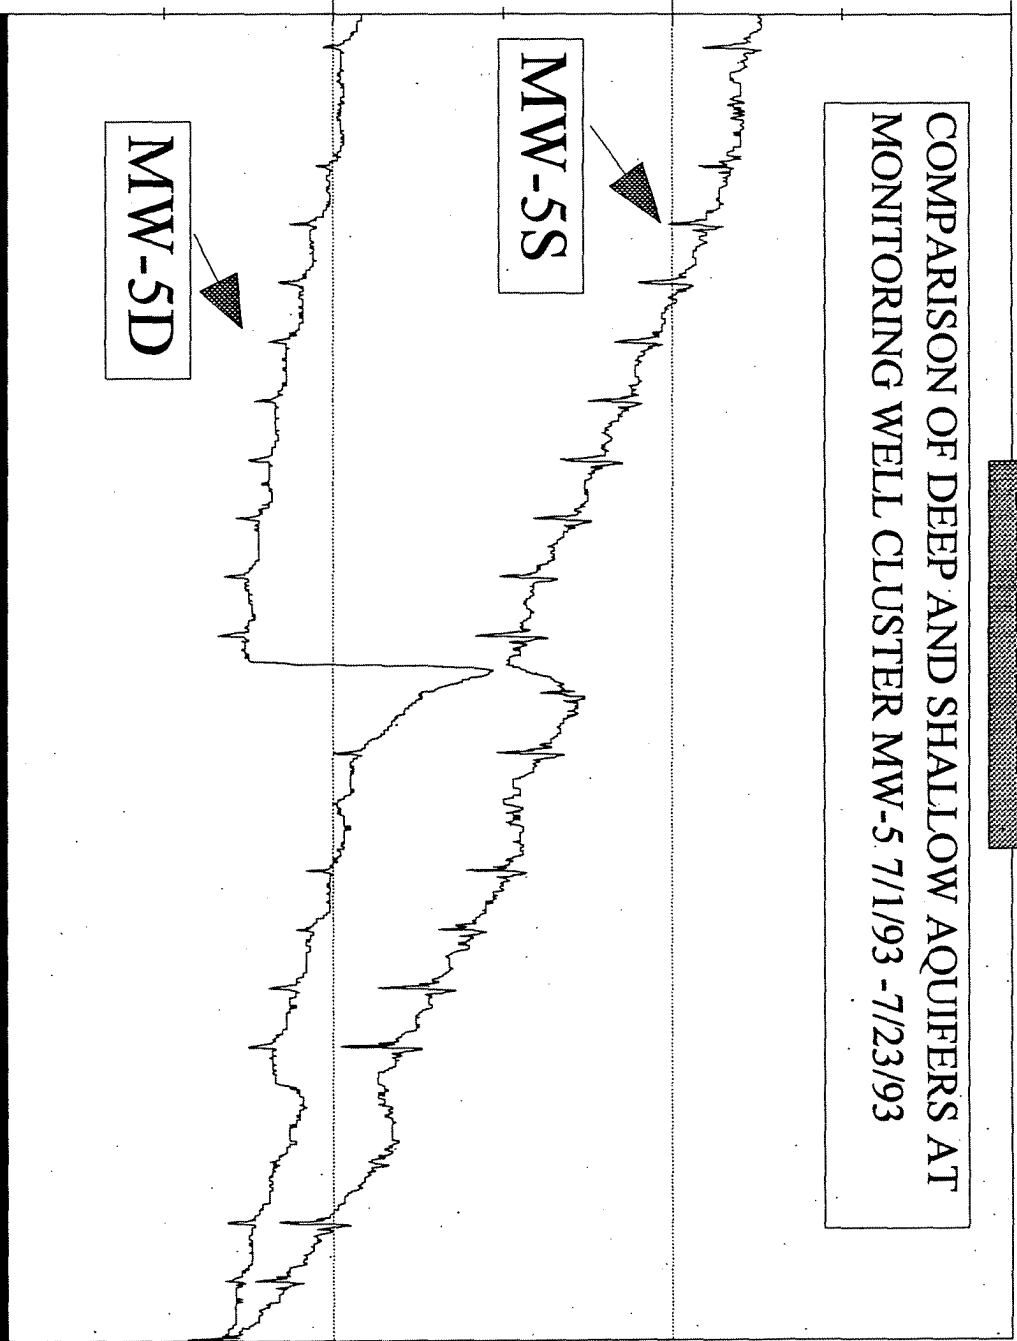 COMPARISON OF DEEP AND SHALLOW AQUIFERS AT
MONITORING WELL CLUSTER MW-5 7/1/93 -7/23/93
MW-5S
MW-5D